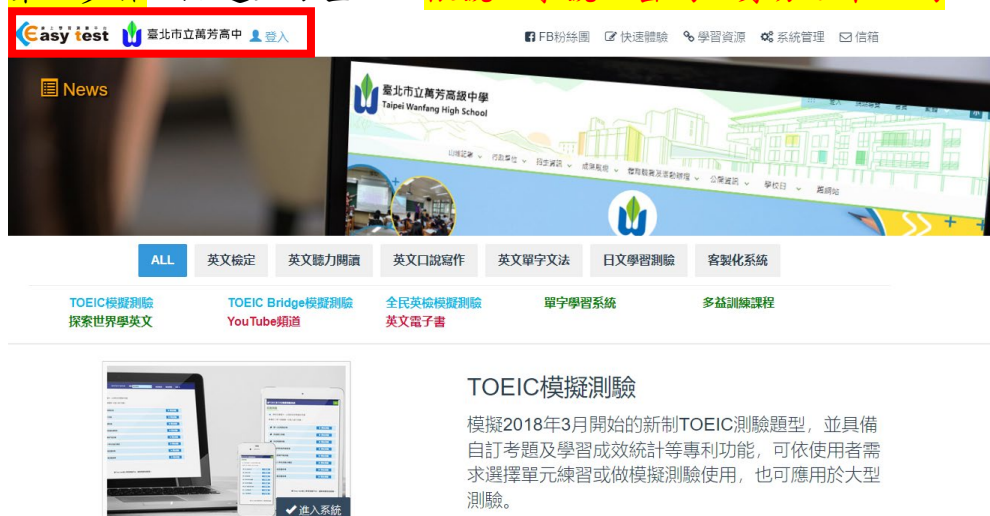 Easy test 臺北市立萬芳高中 登入 FB粉絲團 快速體驗 學習資源 系統管理 信箱
News
臺北市立萬芳高級中學
Taipei Wanfang High School
ALL 英文檢定 英文聽力閱讀 英文口說寫作 英文單字文法 日文學習測驗 客製化系統
TOEIC模擬測驗 TOEIC Bridge模擬測驗 全民英檢模擬測驗 單字學習系統 多益訓練課程
探索世界學英文 YouTube頻道 英文電子書
TOEIC模擬測驗
模擬2018年3月開始的新制TOEIC測驗題型，並具備
自訂考題及學習成效統計等專利功能，可依使用者需
求選擇單元練習或做模擬測驗使用，也可應用於大型
測驗。
進入系統